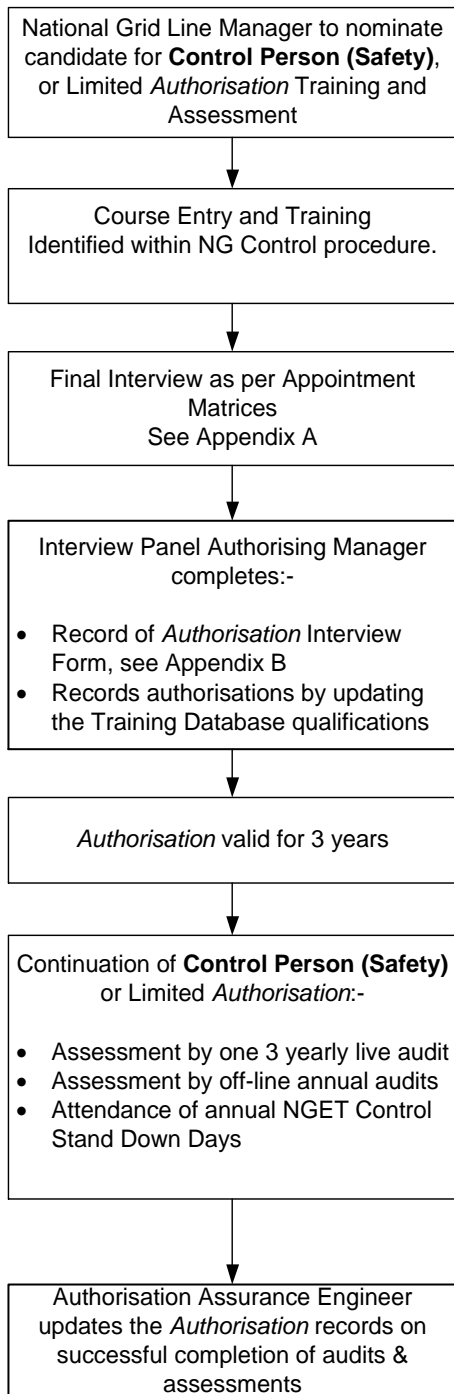 National Grid Line Manager to nominate
candidate for Control Person (Safety),
or Limited Authorisation Training and
Assessment
Course Entry and Training
Identified within NG Control procedure.
Final Interview as per Appointment
Matrices
See Appendix A
Interview Panel Authorising Manager
completes:-
• Record of Authorisation Interview
Form, see Appendix B
• Records authorisations by updating
the Training Database qualifications
Authorisation valid for 3 years
Continuation of Control Person (Safety)
or Limited Authorisation:-
• Assessment by one 3 yearly live audit
• Assessment by off-line annual audits
• Attendance of annual NGET Control
Stand Down Days
Authorisation Assurance Engineer
updates the Authorisation records on
successful completion of audits &
assessments